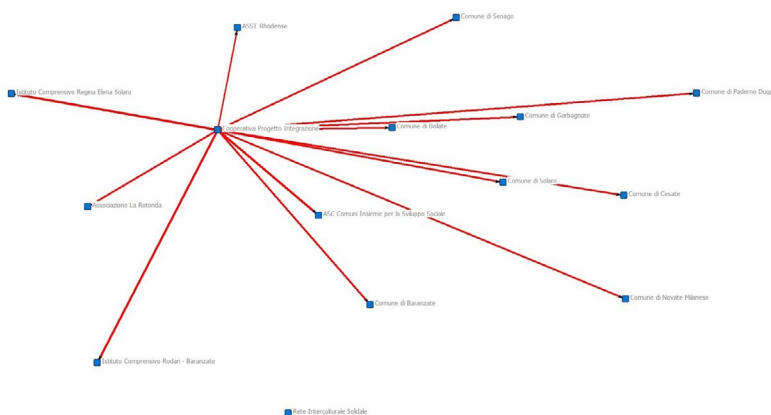 Comune di Senago
ASST Rhodense
Istituto Comprensivo Regina Elena Solaro
Comune di Paderno Dug
Comune di Garbagnate
Cooperativa Progetto Integrazione
Comune di Bolate
Comune di Solaro
Comune di Cesate
Associazione La Rotonda
ASC Comuni Insieme per lo Sviluppo Sociale
Comune di Novate Milanese
Comune di Baranzate
Istituto Comprensivo Rodari - Baranzate
Rete Interculturale Solidale